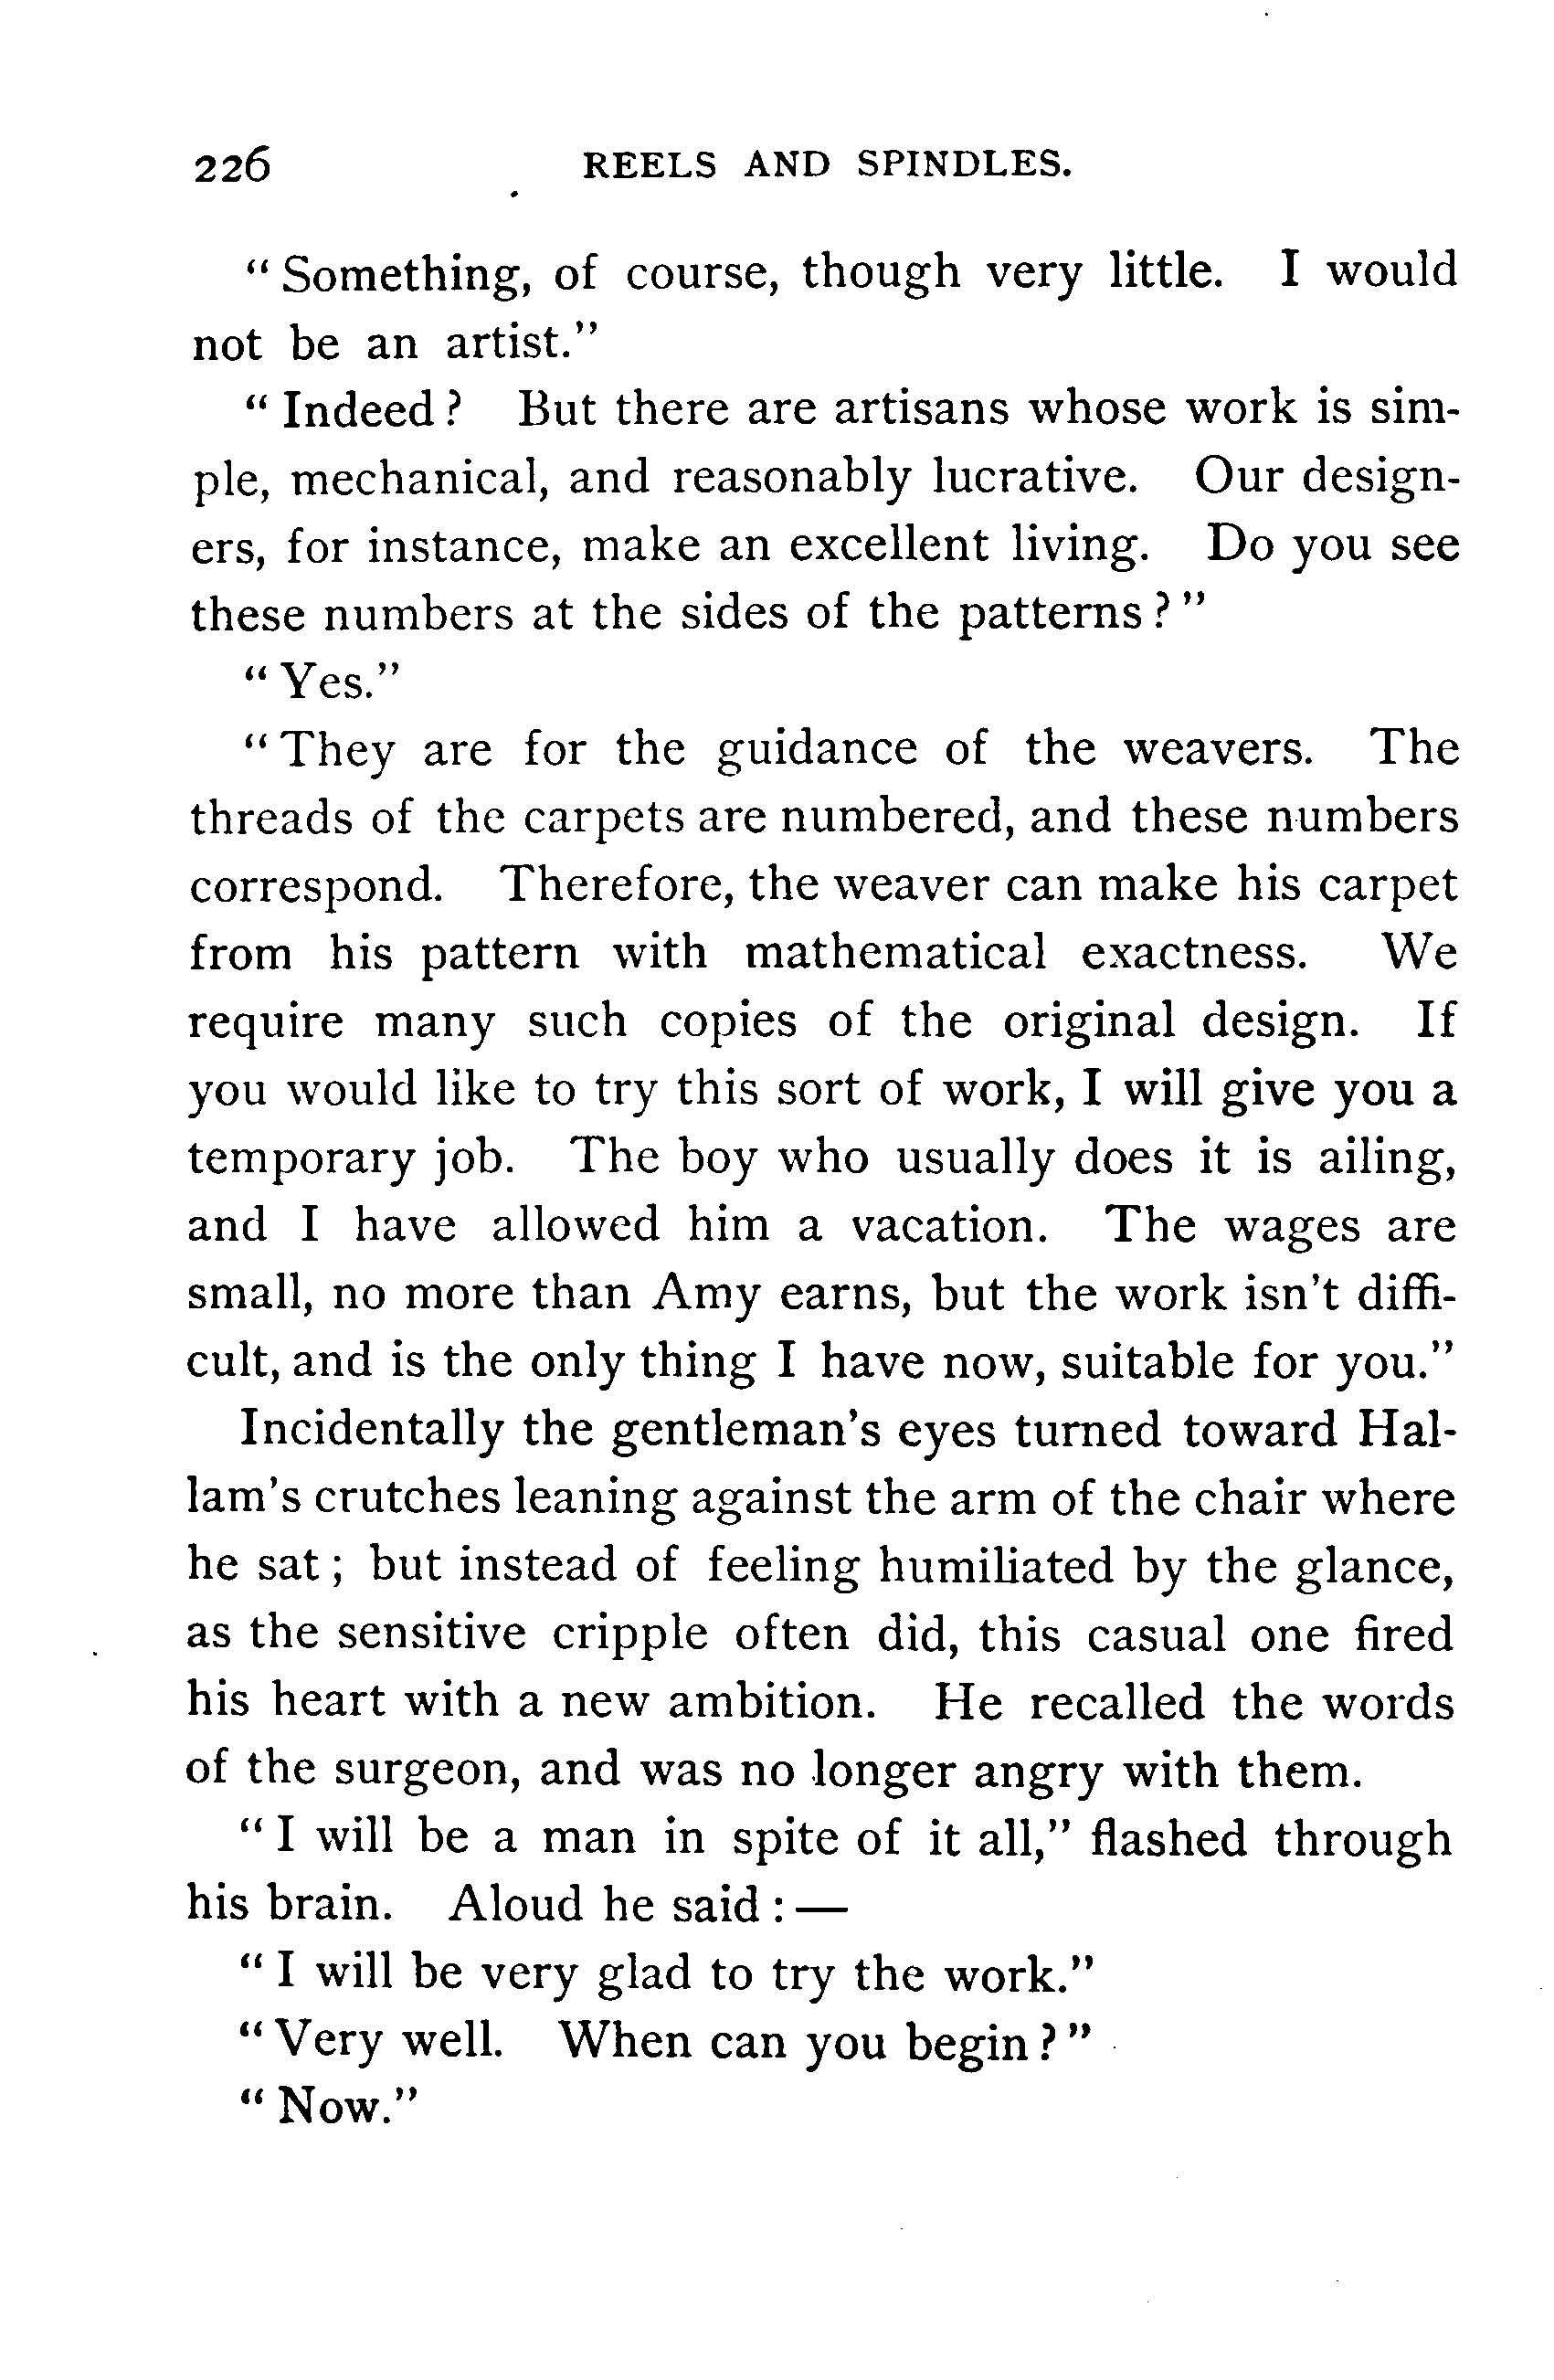 226 REELS AND SPINDLES.
“Something, of course, though very little. I would
not be an artist.”
“Indeed? But there are artisans whose work is sim-
ple, mechanical, and reasonably lucrative. Our design-
ers, for instance, make an excellent living. Do you see
these numbers at the sides of the patterns?”
“Yes.”
“They are for the guidance of the weavers. The
threads of the carpets are numbered, and these numbers
correspond. Therefore, the weaver can make his carpet
from his pattern with mathematical exactness. We
require many such copies of the original design. If
you would like to try this sort of work, I will give you a
temporary job. The boy who usually does it is ailing,
and I have allowed him a vacation. The wages are
small, no more than Amy earns, but the work isn’t diffi-
cult, and is the only thing I have now, suitable for you.”
Incidentally the gentleman’s eyes turned toward Hal-
lam’s crutches leaning against the arm of the chair where
he sat; but instead of feeling humiliated by the glance,
as the sensitive cripple often did, this casual one fired
his heart with a new ambition. He recalled the words
of the surgeon, and was no longer angry with them.
“I will be a man in spite of it all,” flashed through
his brain. Aloud he said:—
“I will be very glad to try the work.”
“Very well. When can you begin?”
“Now.”